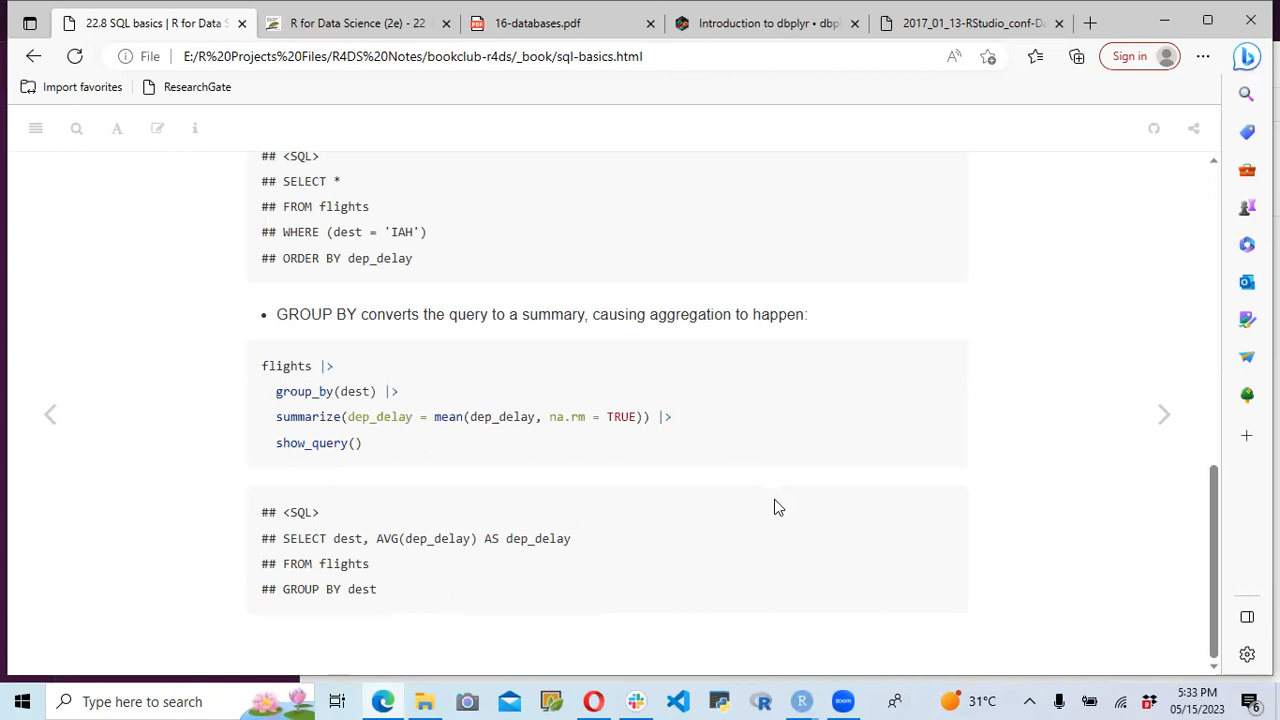 22.8 SQL basics | R for Data S
R for Data Science (2e) - 22
16-databases.pdf
Introduction to dbplyr • dbpl
2017_01_13-RStudio_conf-Da
File
E:/R%20Projects%20Files/R4DS%20Notes/bookclub-r4ds/_book/sql-basics.html
Sign in
Import favorites
ResearchGate
## <SQL>
## SELECT *
## FROM flights
## WHERE (dest = 'IAH')
## ORDER BY dep_delay
• GROUP BY converts the query to a summary, causing aggregation to happen:
flights |>
group_by(dest) |>
summarize(dep_delay = mean(dep_delay, na.rm = TRUE)) |>
show_query()
## <SQL>
## SELECT dest, AVG(dep_delay) AS dep_delay
## FROM flights
## GROUP BY dest
Type here to search
31°C
5:33 PM
05/15/2023
6